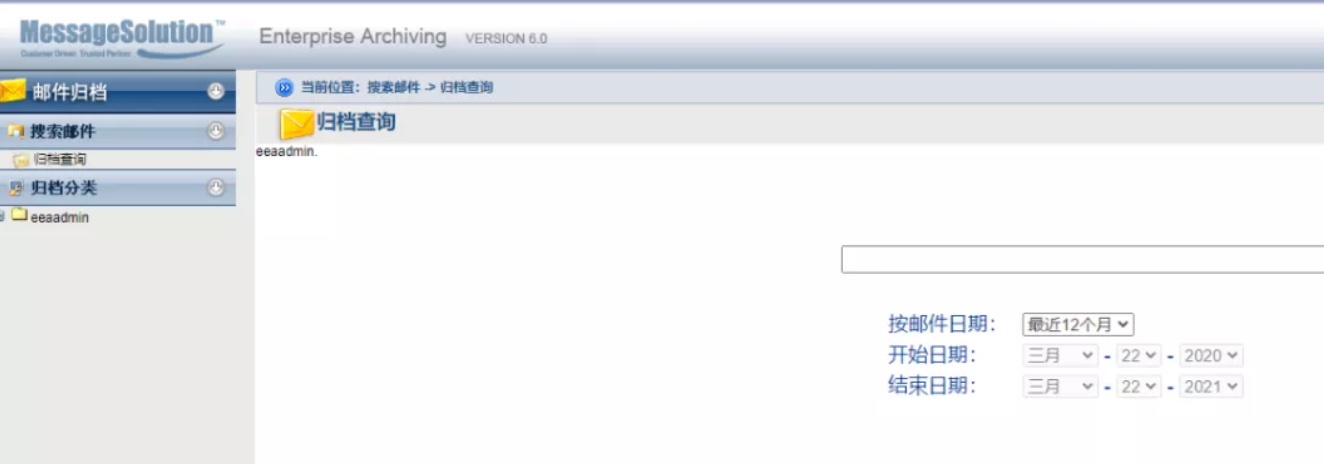 MessageSolution™
Customer Driven Trusted Partner
Enterprise Archiving VERSION 6.0
邮件归档
搜索邮件
归档查询
归档分类
eeaadmin
当前位置：搜索邮件 -> 归档查询
归档查询
eeaadmin.
按邮件日期： 最近12个月
开始日期： 三月 - 22 - 2020
结束日期： 三月 - 22 - 2021